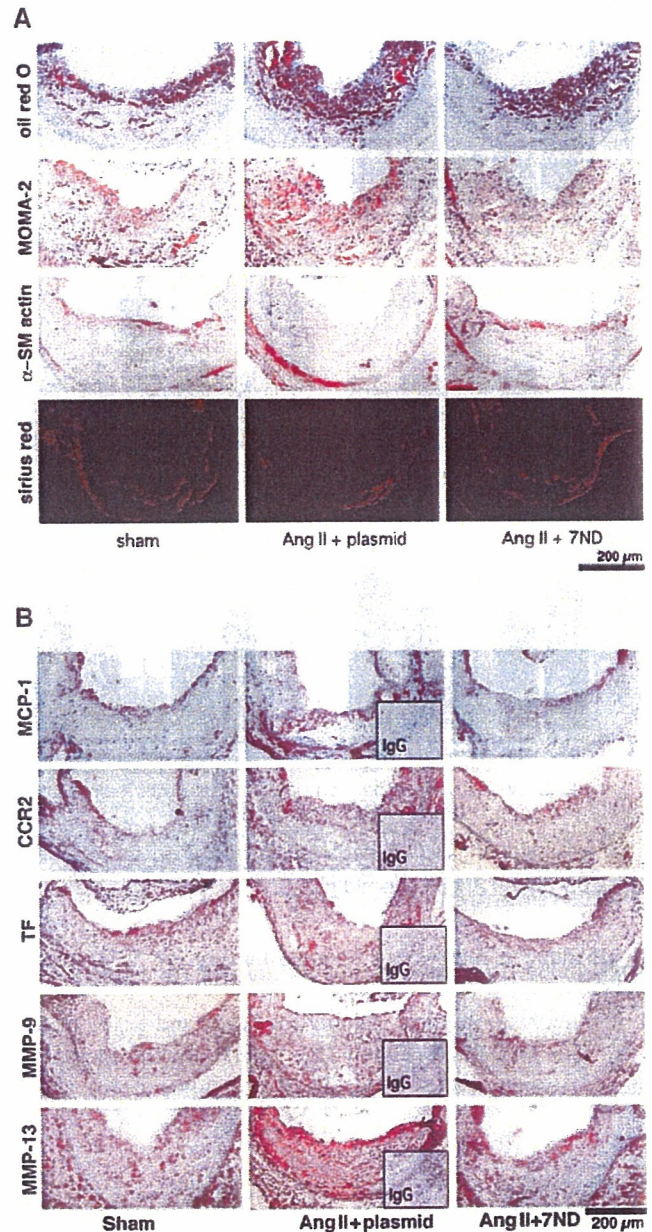 A
oil red O
MOMA-2
α-SM actin
sirius red
sham
Ang II + plasmid
Ang II + 7ND
200 μm
B
MCP-1
IgG
CCR2
IgG
TF
IgG
MMP-9
IgG
MMP-13
IgG
Sham
Ang II+plasmid
Ang II+7ND
200 μm